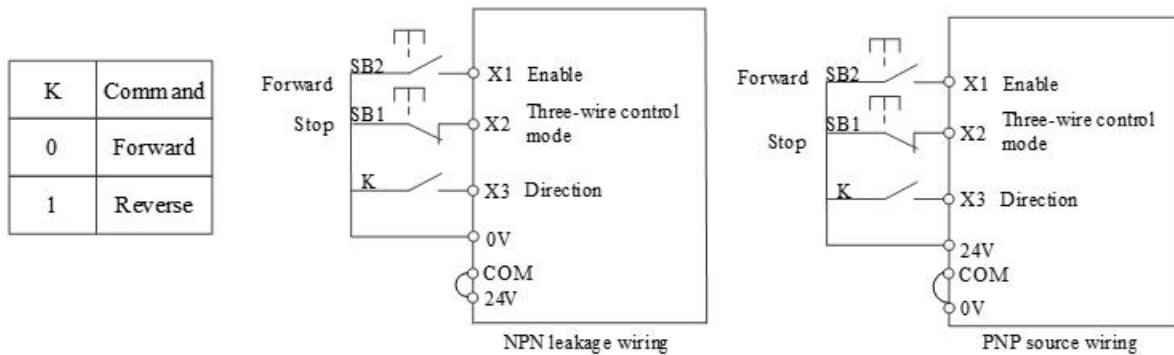 K Command
0 Forward
1 Reverse
Forward SB2 X1 Enable
Stop SB1 X2 Three-wire control
mode
K X3 Direction
0V
COM
24V
NPN leakage wiring
Forward SB2 X1 Enable
Stop SB1 X2 Three-wire control
mode
K X3 Direction
24V
COM
0V
PNP source wiring